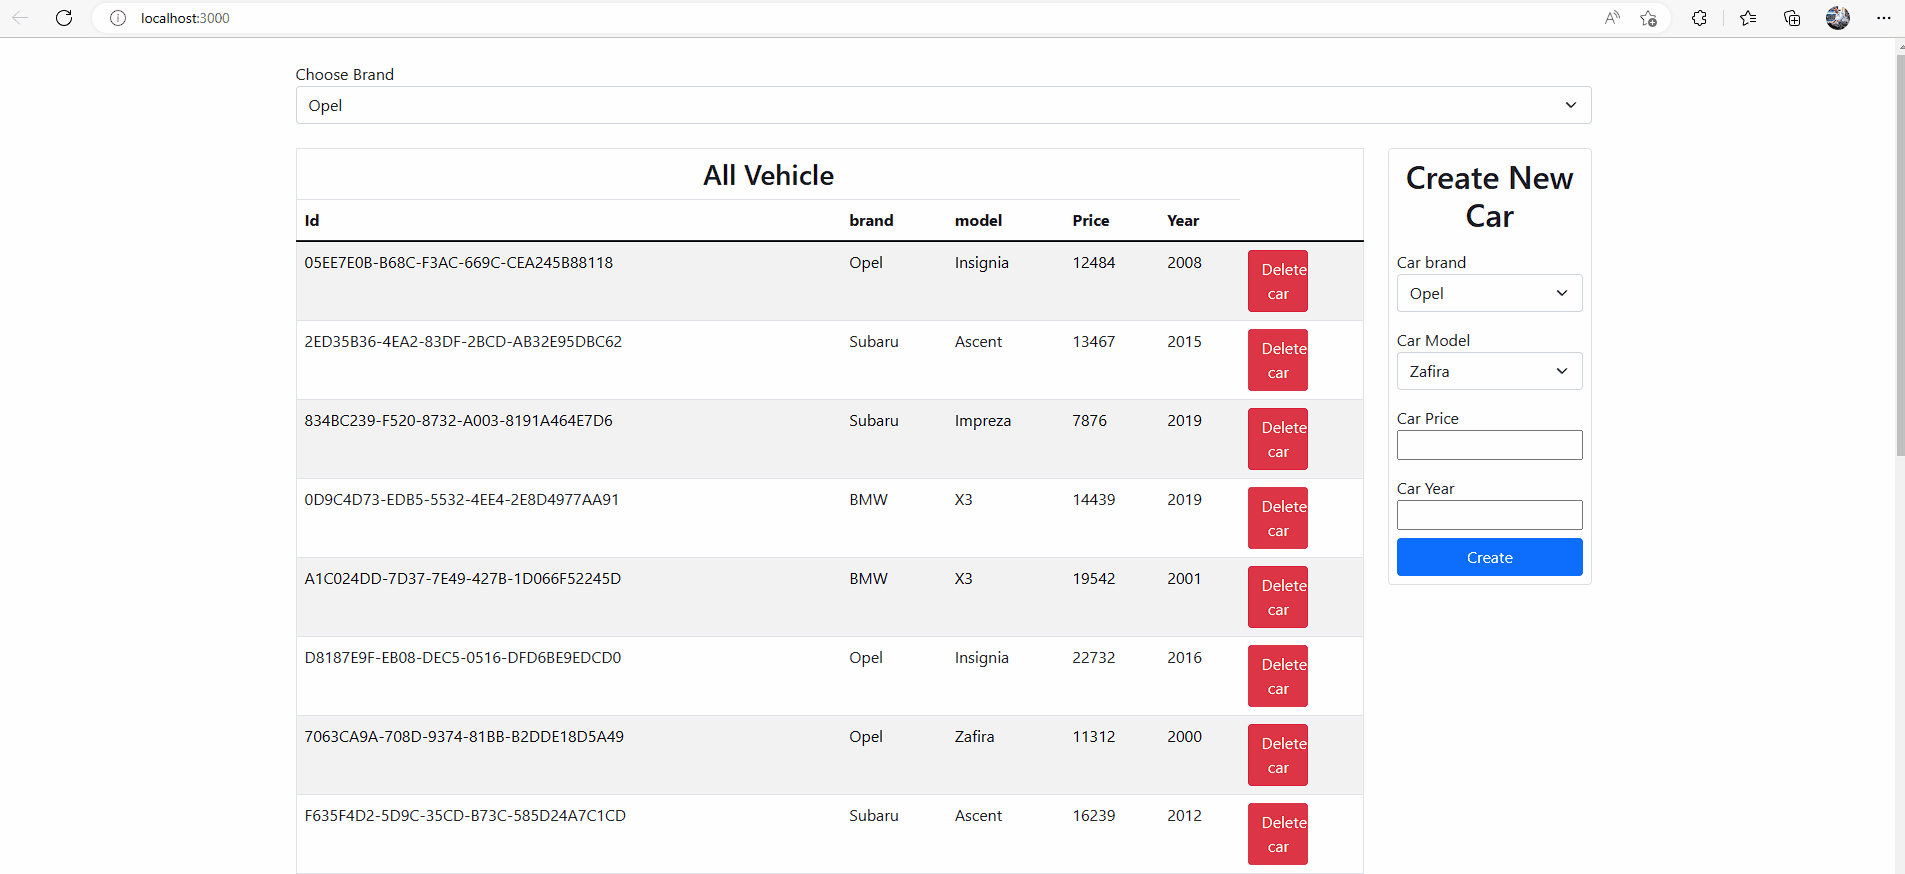 localhost:3000
Choose Brand
Opel
All Vehicle
Id brand model Price Year
05EE7E0B-B68C-F3AC-669C-CEA245B88118 Opel Insignia 12484 2008 Delete
car
2ED35B36-4EA2-83DF-2BCD-AB32E95DBC62 Subaru Ascent 13467 2015 Delete
car
834BC239-F520-8732-A003-8191A464E7D6 Subaru Impreza 7876 2019 Delete
car
0D9C4D73-EDB5-5532-4EE4-2E8D4977AA91 BMW X3 14439 2019 Delete
car
A1C024DD-7D37-7E49-427B-1D066F52245D BMW X3 19542 2001 Delete
car
D8187E9F-EB08-DEC5-0516-DFD6BE9EDCD0 Opel Insignia 22732 2016 Delete
car
7063CA9A-708D-9374-81BB-B2DDE18D5A49 Opel Zafira 11312 2000 Delete
car
F635F4D2-5D9C-35CD-B73C-585D24A7C1CD Subaru Ascent 16239 2012 Delete
car
Create New
Car
Car brand
Opel
Car Model
Zafira
Car Price
Car Year
Create